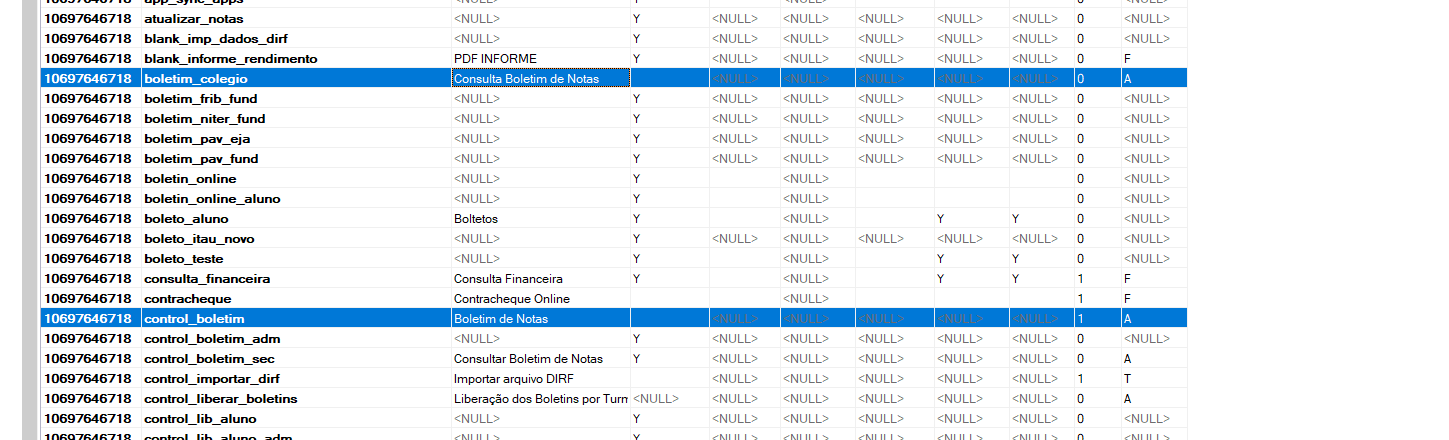 app_sync_apps <NULL> Y 0 <NULL>
10697646718 atualizar_notas <NULL> Y <NULL> <NULL> <NULL> <NULL> <NULL> 0 <NULL>
10697646718 blank_imp_dados_dirf <NULL> Y <NULL> <NULL> <NULL> <NULL> <NULL> 0 <NULL>
10697646718 blank_informe_rendimento PDF INFORME Y <NULL> <NULL> <NULL> <NULL> <NULL> 0 F
10697646718 boletim_colegio Consulta Boletim de Notas <NULL> <NULL> <NULL> <NULL> <NULL> 0 A
10697646718 boletim_frib_fund <NULL> Y <NULL> <NULL> <NULL> <NULL> <NULL> 0 <NULL>
10697646718 boletim_niter_fund <NULL> Y <NULL> <NULL> <NULL> <NULL> <NULL> 0 <NULL>
10697646718 boletim_pav_eja <NULL> Y <NULL> <NULL> <NULL> <NULL> <NULL> 0 <NULL>
10697646718 boletim_pav_fund <NULL> Y <NULL> <NULL> <NULL> <NULL> <NULL> 0 <NULL>
10697646718 boletin_online <NULL> Y <NULL> 0 <NULL>
10697646718 boletin_online_aluno <NULL> Y <NULL> 0 <NULL>
10697646718 boleto_aluno Boltetos Y <NULL> Y Y 0 <NULL>
10697646718 boleto_itau_novo <NULL> Y <NULL> <NULL> <NULL> <NULL> <NULL> 0 <NULL>
10697646718 boleto_teste <NULL> Y <NULL> Y Y 0 <NULL>
10697646718 consulta_financeira Consulta Financeira Y <NULL> Y Y 1 F
10697646718 contracheque Contracheque Online <NULL> 1 F
10697646718 control_boletim Boletim de Notas <NULL> <NULL> <NULL> <NULL> <NULL> 1 A
10697646718 control_boletim_adm <NULL> Y <NULL> <NULL> <NULL> <NULL> <NULL> 0 <NULL>
10697646718 control_boletim_sec Consultar Boletim de Notas Y <NULL> <NULL> <NULL> <NULL> <NULL> 0 A
10697646718 control_importar_dirf Importar arquivo DIRF <NULL> <NULL> <NULL> <NULL> <NULL> 1 T
10697646718 control_liberar_boletins Liberação dos Boletins por Turm <NULL> <NULL> <NULL> <NULL> <NULL> <NULL> 0 A
10697646718 control_lib_aluno <NULL> Y <NULL> <NULL> <NULL> <NULL> <NULL> 0 <NULL>
10697646718 control_lib_aluno_adm <NULL> Y <NULL> <NULL> <NULL> <NULL> <NULL> 0 <NULL>